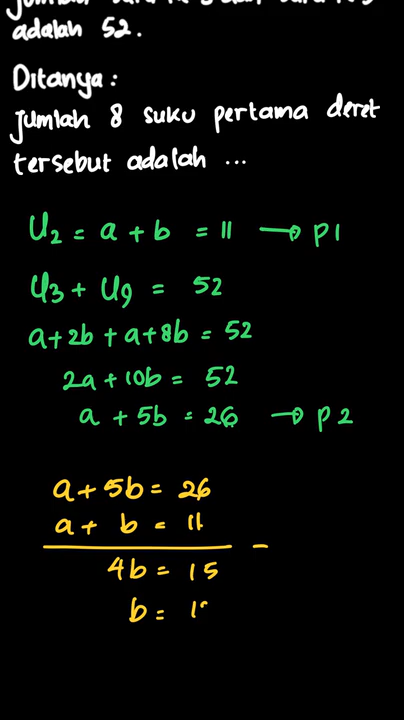 adalah 52.
Ditanya:
Jumlah 8 suku pertama deret
tersebut adalah ...
U2 = a + b = 11 → P1
U3 + U9 = 52
a+2b + a+8b = 52
2a+10b = 52
a + 5b = 26 → P2
a+5b = 26
a + b = 11
–
4b = 15
b =